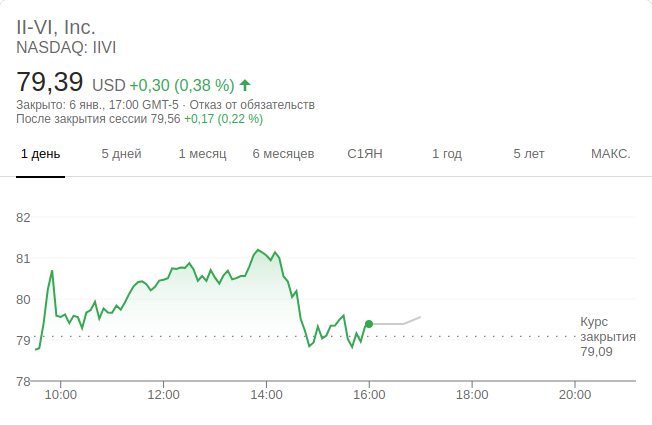 II-VI, Inc.
NASDAQ: IIVI
79,39 USD +0,30 (0,38 %)
Закрыто: 6 янв., 17:00 GMT-5 · Отказ от обязательств
После закрытия сессии 79,56 +0,17 (0,22 %)
1 день 5 дней 1 месяц 6 месяцев С1ЯН 1 год 5 лет МАКС.
82
81
80
79
78
Курс
закрытия
79,09
10:00 12:00 14:00 16:00 18:00 20:00